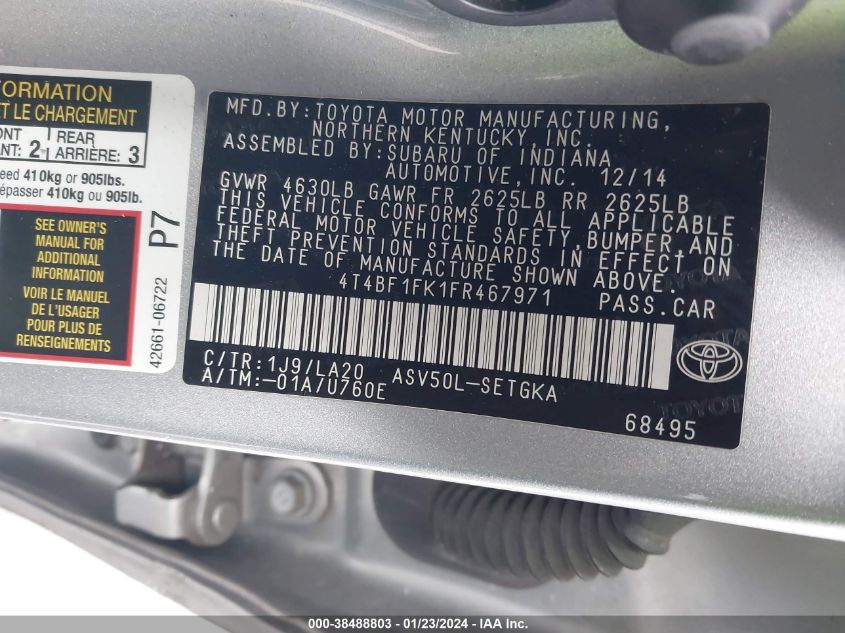 ORMATION
ET LE CHARGEMENT
ONT
ANT: 2
REAR
ARRIÈRE: 3
eed 410kg or 905lbs.
épasser 410kg ou 905lb.
SEE OWNER'S
MANUAL FOR
ADDITIONAL
INFORMATION
VOIR LE MANUEL
DE L'USAGER
POUR PLUS DE
RENSEIGNEMENTS
P7
42661-06722
MFD.BY:TOYOTA MOTOR MANUFACTURING,
NORTHERN KENTUCKY,INC.
ASSEMBLED BY:SUBARU OF INDIANA
AUTOMOTIVE,INC. 12/14
GVWR 4630LB GAWR FR 2625LB RR 2625LB
THIS VEHICLE CONFORMS TO ALL APPLICABLE
FEDERAL MOTOR VEHICLE SAFETY,BUMPER,AND
THEFT PREVENTION STANDARDS IN EFFECT ON
THE DATE OF MANUFACTURE SHOWN ABOVE.
4T4BF1FK1FR467971 PASS.CAR
C/TR:1J9/LA20 ASV50L-SETGKA
A/TM:-01A/U760E
68495
TOYOTA
000-38488803 - 01/23/2024 - IAA Inc.